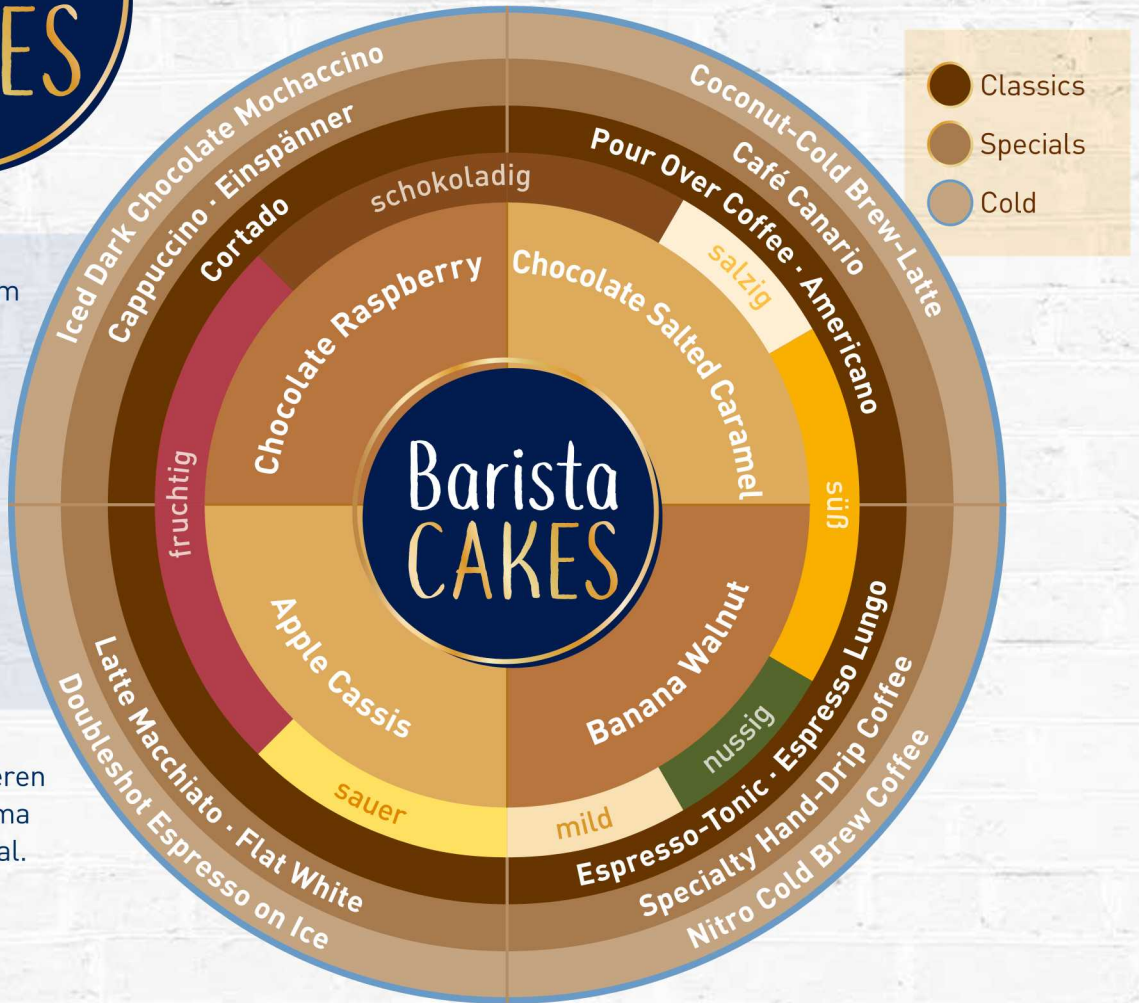 ES
Classics
Specials
Cold
Iced Dark Chocolate Mochaccino
Cappuccino · Einspänner
Cortado
schokoladig
Chocolate Raspberry
Coconut-Cold Brew-Latte
Café Canario
Pour Over Coffee · Americano
salzig
Chocolate Salted Caramel
süß
fruchtig
Barista
CAKES
Apple Cassis
sauer
Latte Macchiato · Flat White
Doubleshot Espresso on Ice
Banana Walnut
nussig
mild
Espresso-Tonic · Espresso Lungo
Specialty Hand-Drip Coffee
Nitro Cold Brew Coffee
m
eren
ma
al.